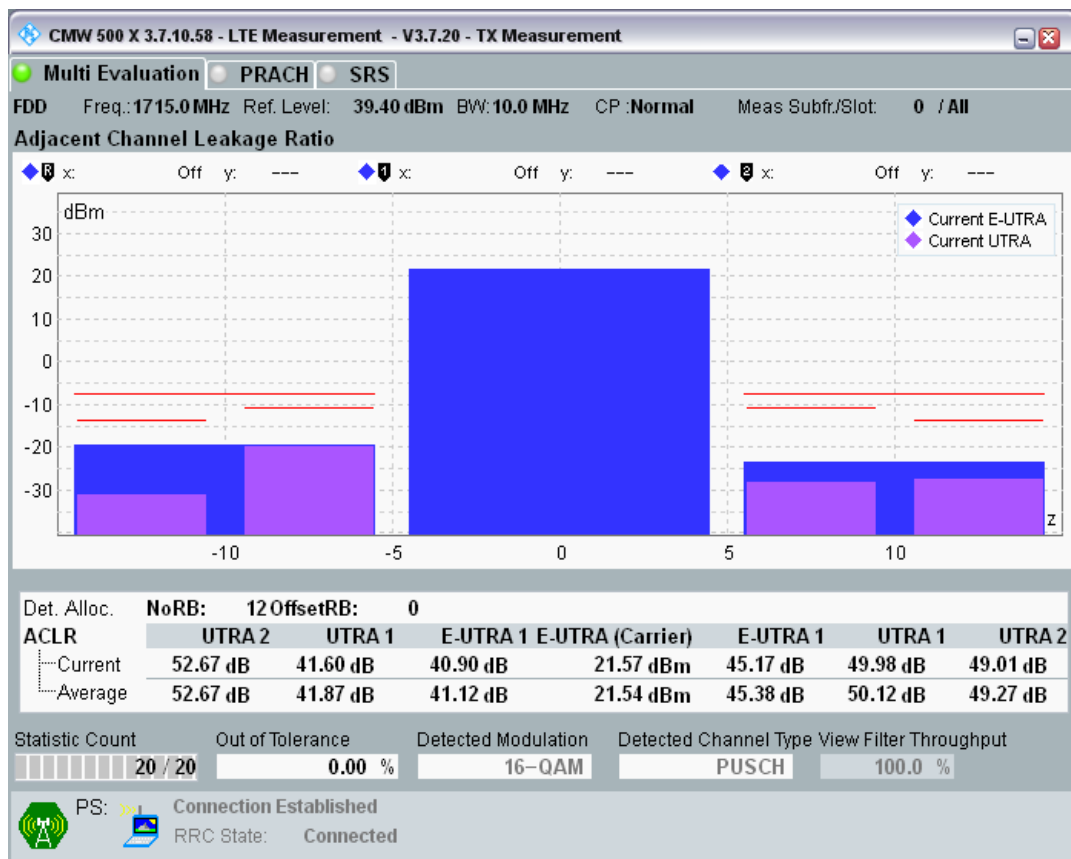 CMW 500 X 3.7.10.58 - LTE Measurement - V3.7.20 - TX Measurement
Multi Evaluation PRACH SRS
FDD Freq.:1715.0 MHz Ref. Level: 39.40 dBm BW:10.0 MHz CP :Normal Meas Subfr./Slot: 0 / All
Adjacent Channel Leakage Ratio
R x: Off y: --- 1 x: Off y: --- 2 x: Off y: ---
dBm
Current E-UTRA
Current UTRA
30
20
10
0
-10
-20
-30
z
-10 -5 0 5 10
Det. Alloc. NoRB: 12 OffsetRB: 0
ACLR UTRA 2 UTRA 1 E-UTRA 1 E-UTRA (Carrier) E-UTRA 1 UTRA 1 UTRA 2
Current 52.67 dB 41.60 dB 40.90 dB 21.57 dBm 45.17 dB 49.98 dB 49.01 dB
Average 52.67 dB 41.87 dB 41.12 dB 21.54 dBm 45.38 dB 50.12 dB 49.27 dB
Statistic Count Out of Tolerance Detected Modulation Detected Channel Type View Filter Throughput
20 / 20 0.00 % 16-QAM PUSCH 100.0 %
PS: Connection Established
RRC State: Connected